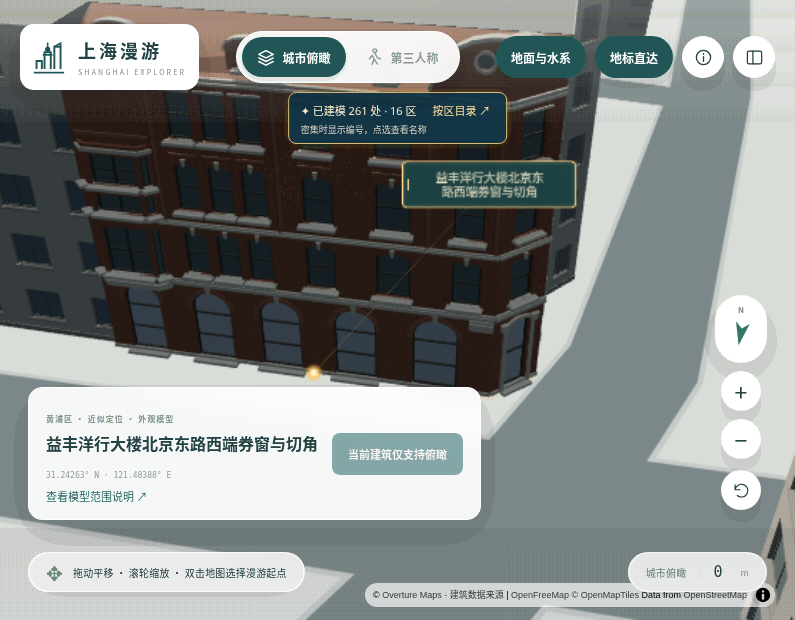 上海漫游
SHANGHAI EXPLORER
城市俯瞰
第三人称
地面与水系
地标直达
✦ 已建模 261 处 · 16 区 按区目录 ↗
密集时显示编号，点选查看名称
益丰洋行大楼北京东
路西端券窗与切角
N
黄浦区 · 近似定位 · 外观模型
益丰洋行大楼北京东路西端券窗与切角
31.24263° N · 121.48388° E
查看模型范围说明 ↗
当前建筑仅支持俯瞰
拖动平移 · 滚轮缩放 · 双击地图选择漫游起点
城市俯瞰 0 m
© Overture Maps · 建筑数据来源 | OpenFreeMap © OpenMapTiles Data from OpenStreetMap